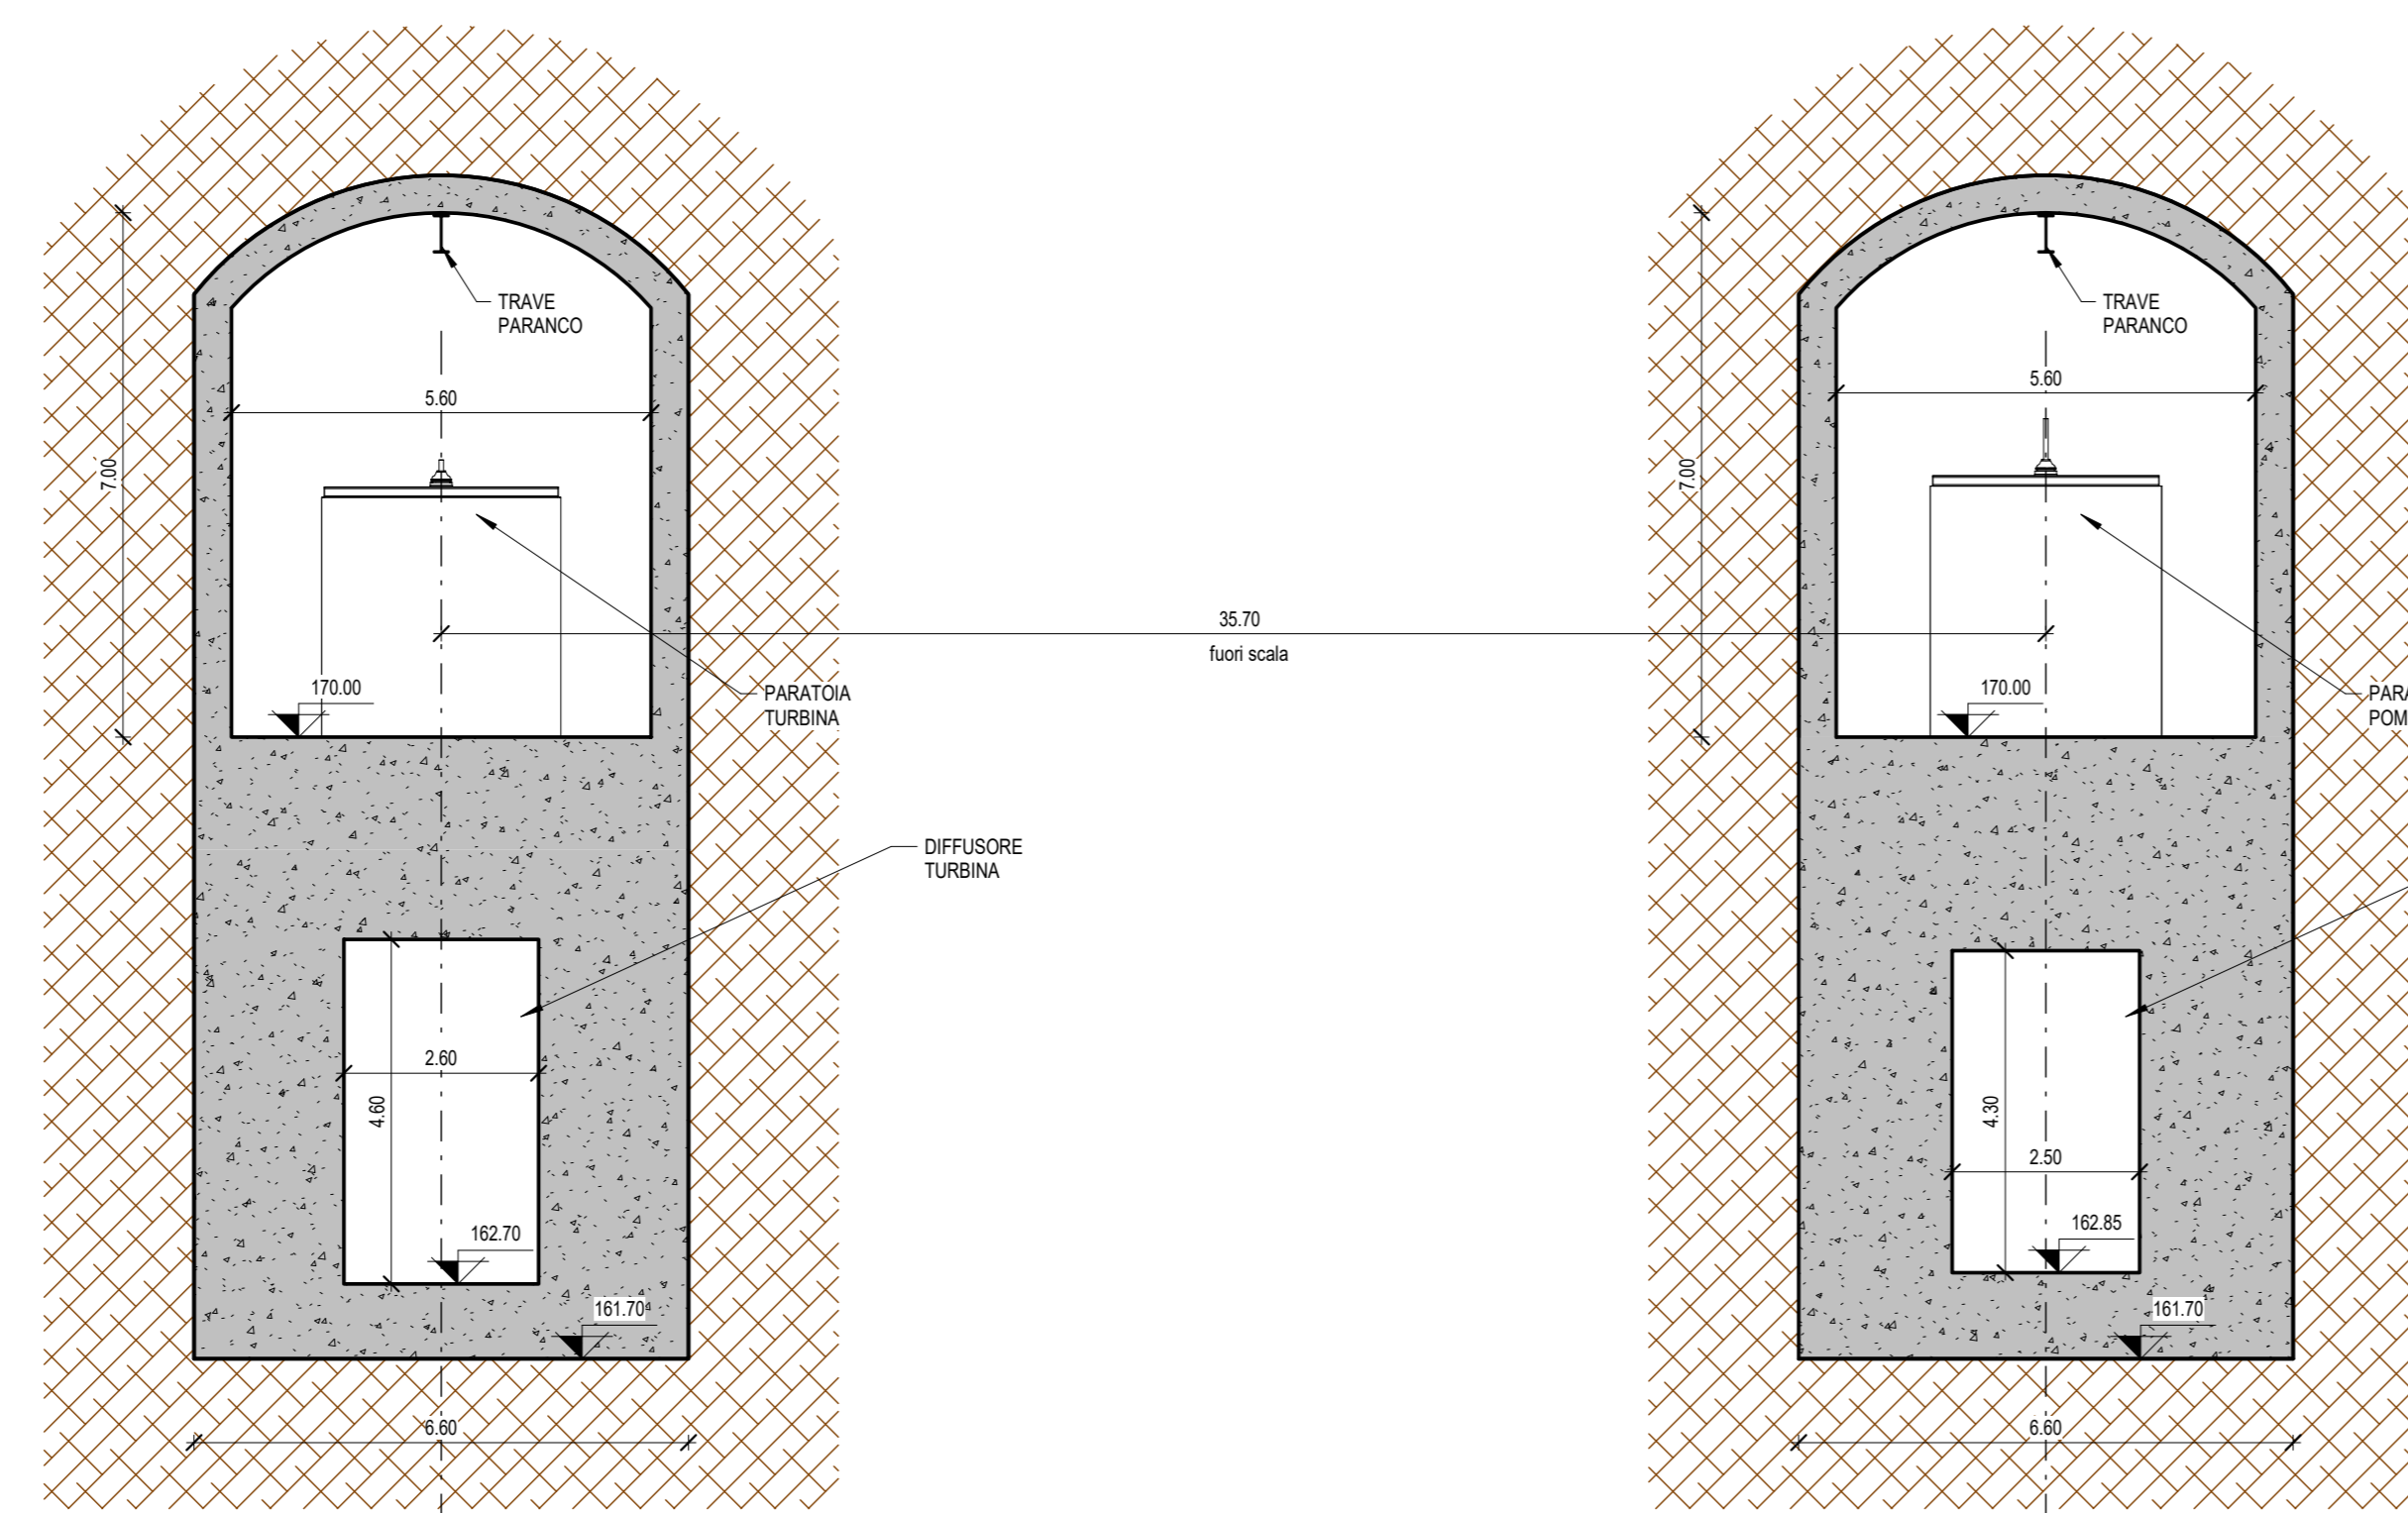 TRAVE
PARANCO
5.60
7.00
170.00
PARATOIA
TURBINA
DIFFUSORE
TURBINA
2.60
4.60
162.70
161.70
6.60
35.70
fuori scala
TRAVE
PARANCO
5.60
7.00
170.00
PARA
POM
4.30
2.50
162.85
161.70
6.60